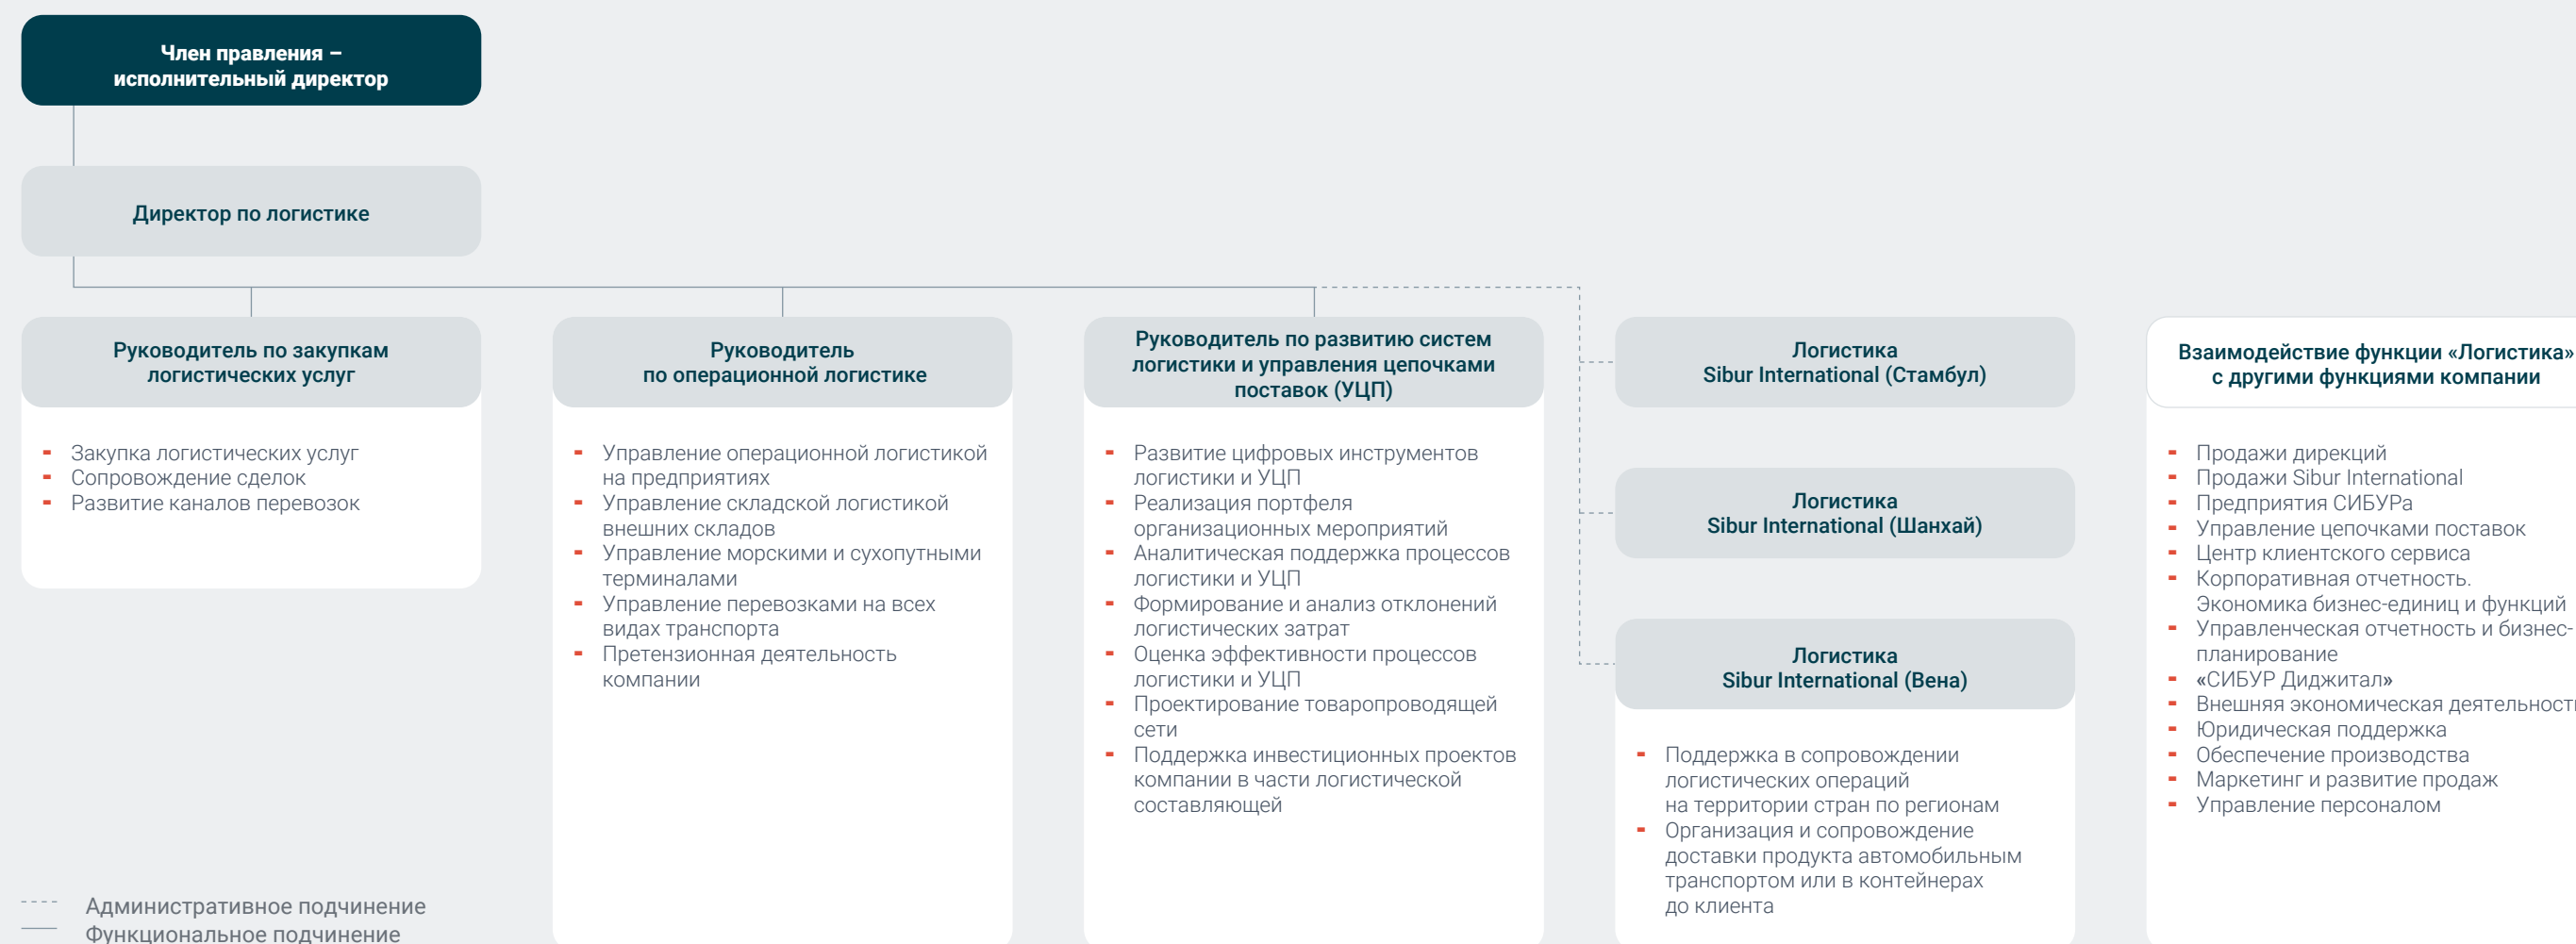 Член правления –
исполнительный директор
Директор по логистике
Руководитель по закупкам
логистических услуг
- Закупка логистических услуг
- Сопровождение сделок
- Развитие каналов перевозок
Руководитель
по операционной логистике
- Управление операционной логистикой
на предприятиях
- Управление складской логистикой
внешних складов
- Управление морскими и сухопутными
терминалами
- Управление перевозками на всех
видах транспорта
- Претензионная деятельность
компании
Руководитель по развитию систем
логистики и управления цепочками
поставок (УЦП)
- Развитие цифровых инструментов
логистики и УЦП
- Реализация портфеля
организационных мероприятий
- Аналитическая поддержка процессов
логистики и УЦП
- Формирование и анализ отклонений
логистических затрат
- Оценка эффективности процессов
логистики и УЦП
- Проектирование товаропроводящей
сети
- Поддержка инвестиционных проектов
компании в части логистической
составляющей
Логистика
Sibur International (Стамбул)
Логистика
Sibur International (Шанхай)
Логистика
Sibur International (Вена)
- Поддержка в сопровождении
логистических операций
на территории стран по регионам
- Организация и сопровождение
доставки продукта автомобильным
транспортом или в контейнерах
до клиента
Взаимодействие функции «Логистика»
с другими функциями компании
- Продажи дирекций
- Продажи Sibur International
- Предприятия СИБУРа
- Управление цепочками поставок
- Центр клиентского сервиса
- Корпоративная отчетность.
Экономика бизнес-единиц и функций
- Управленческая отчетность и бизнес-
планирование
- «СИБУР Диджитал»
- Внешняя экономическая деятельность
- Юридическая поддержка
- Обеспечение производства
- Маркетинг и развитие продаж
- Управление персоналом
Административное подчинение
Функциональное подчинение